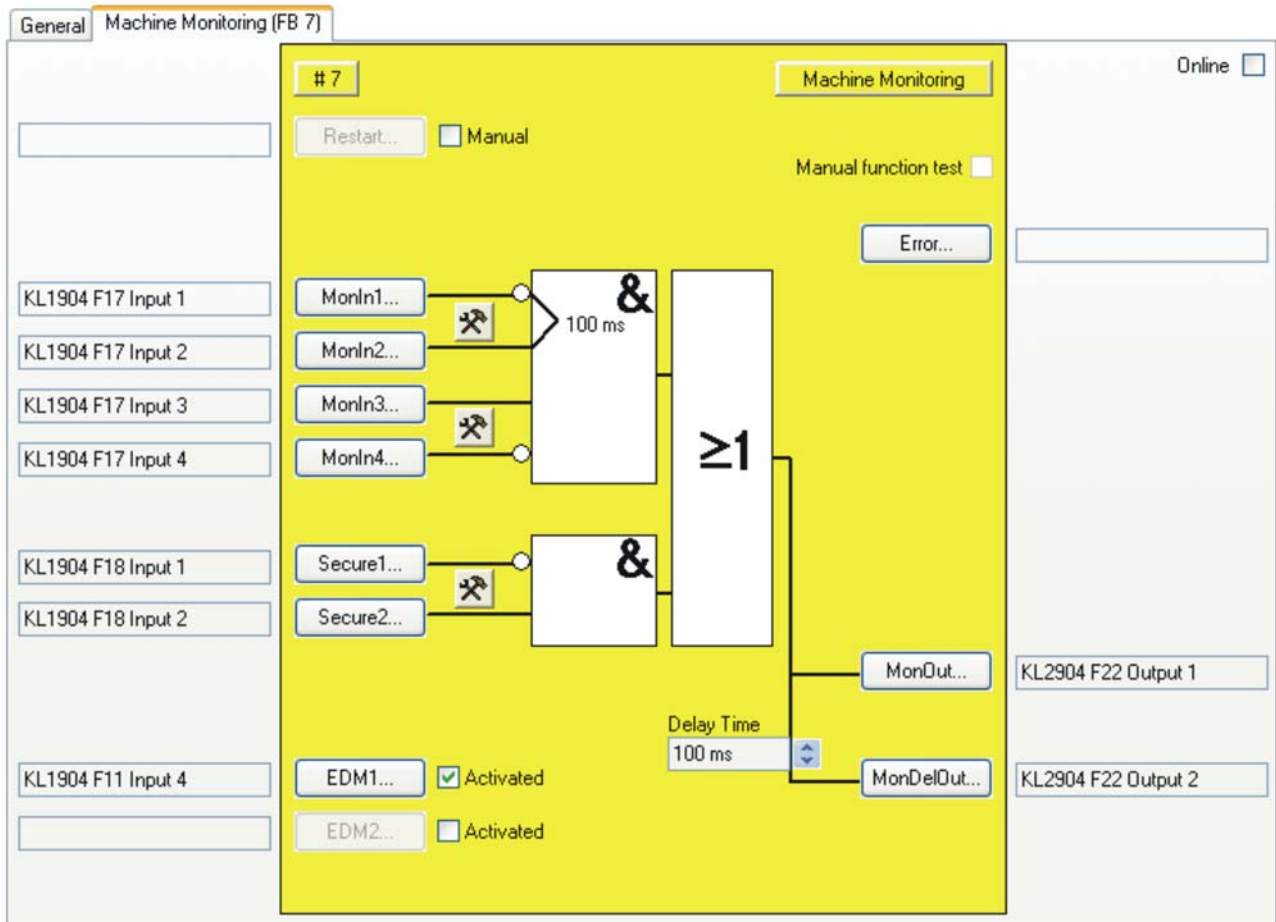 General
Machine Monitoring (FB 7)
Online
# 7
Machine Monitoring
Restart...
Manual
Manual function test
Error...
KL1904 F17 Input 1
MonIn1...
&
100 ms
KL1904 F17 Input 2
MonIn2...
KL1904 F17 Input 3
MonIn3...
KL1904 F17 Input 4
MonIn4...
≥1
KL1904 F18 Input 1
Secure1...
&
KL1904 F18 Input 2
Secure2...
MonOut...
KL2904 F22 Output 1
Delay Time
100 ms
KL1904 F11 Input 4
EDM1...
Activated
MonDelOut...
KL2904 F22 Output 2
EDM2...
Activated